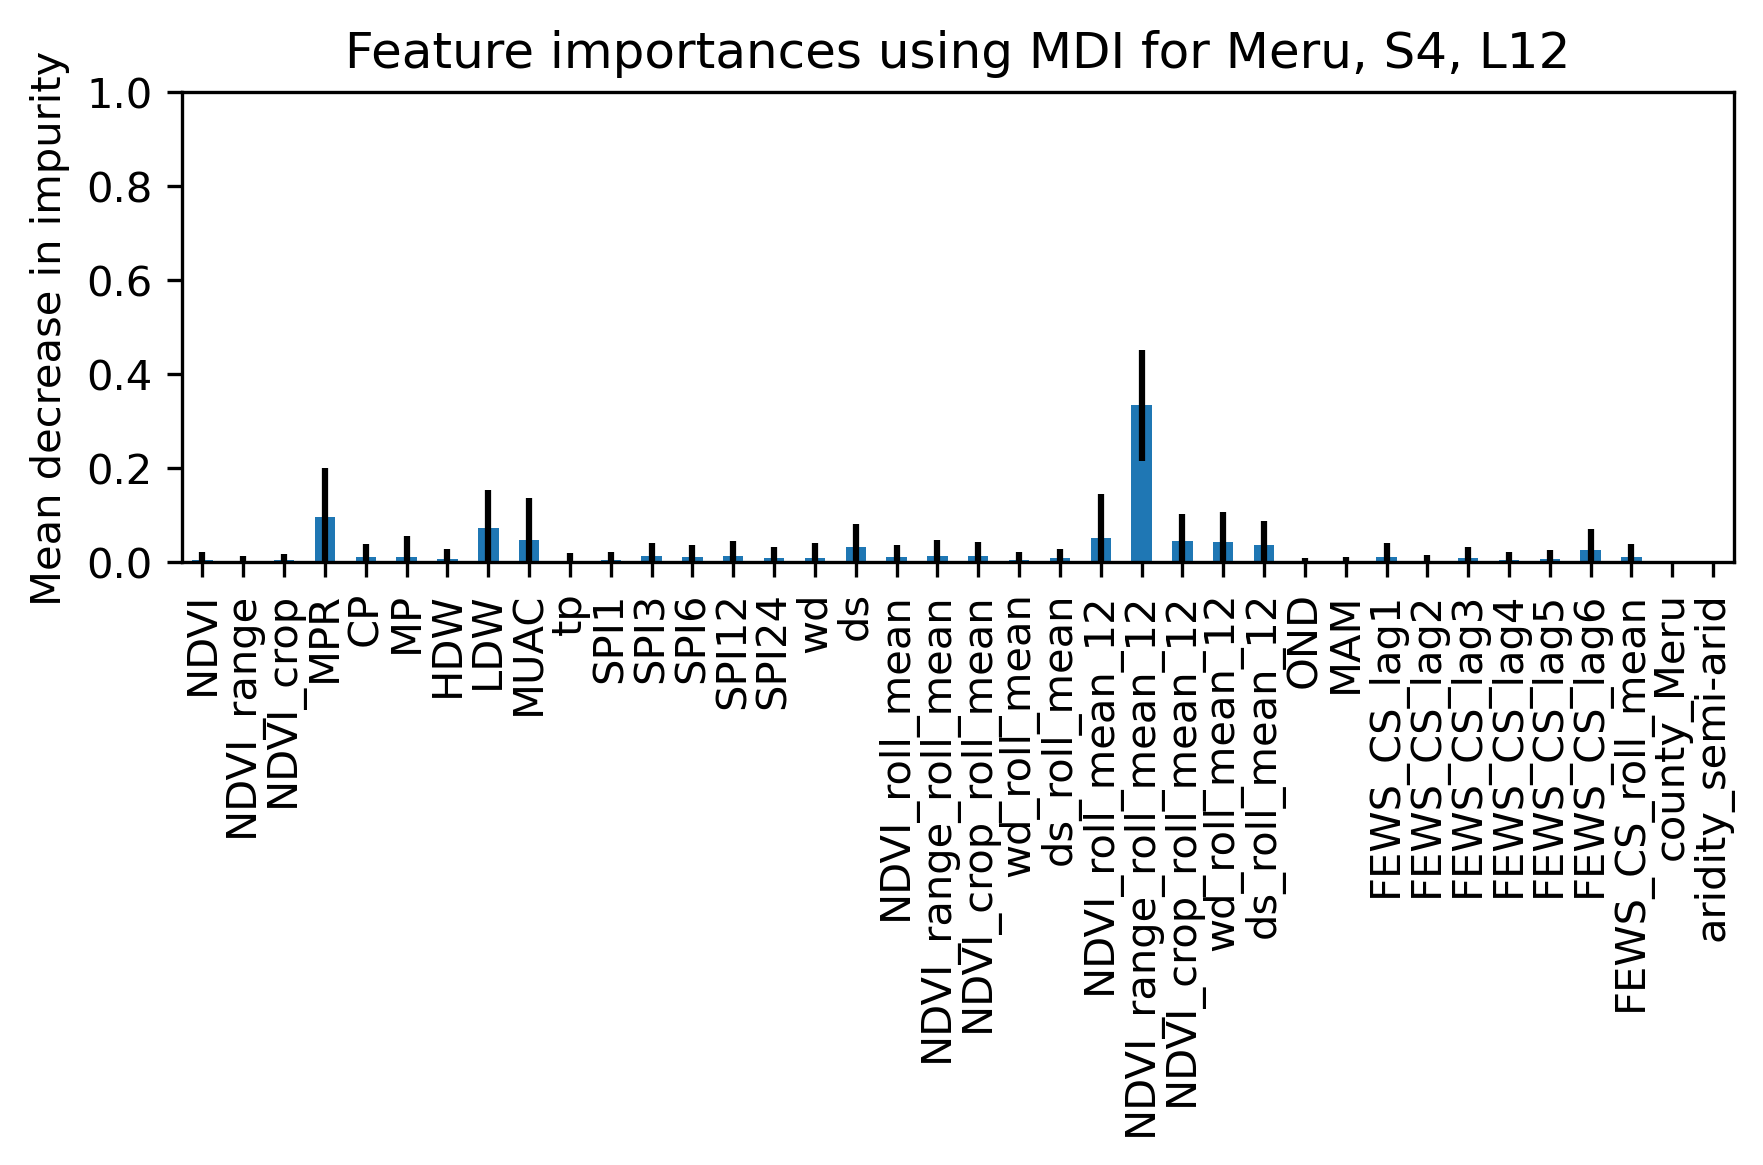 Feature importances using MDI for Meru, S4, L12
Mean decrease in impurity
1.0
0.8
0.6
0.4
0.2
0.0
NDVI
NDVI_range
NDVI_crop
MPR
CP
MP
HDW
LDW
MUAC
tp
SPI1
SPI3
SPI6
SPI12
SPI24
wd
ds
NDVI_roll_mean
NDVI_range_roll_mean
NDVI_crop_roll_mean
wd_roll_mean
ds_roll_mean
NDVI_roll_mean_12
NDVI_range_roll_mean_12
NDVI_crop_roll_mean_12
wd_roll_mean_12
ds_roll_mean_12
OND
MAM
FEWS_CS_lag1
FEWS_CS_lag2
FEWS_CS_lag3
FEWS_CS_lag4
FEWS_CS_lag5
FEWS_CS_lag6
FEWS_CS_roll_mean
county_Meru
aridity_semi-arid